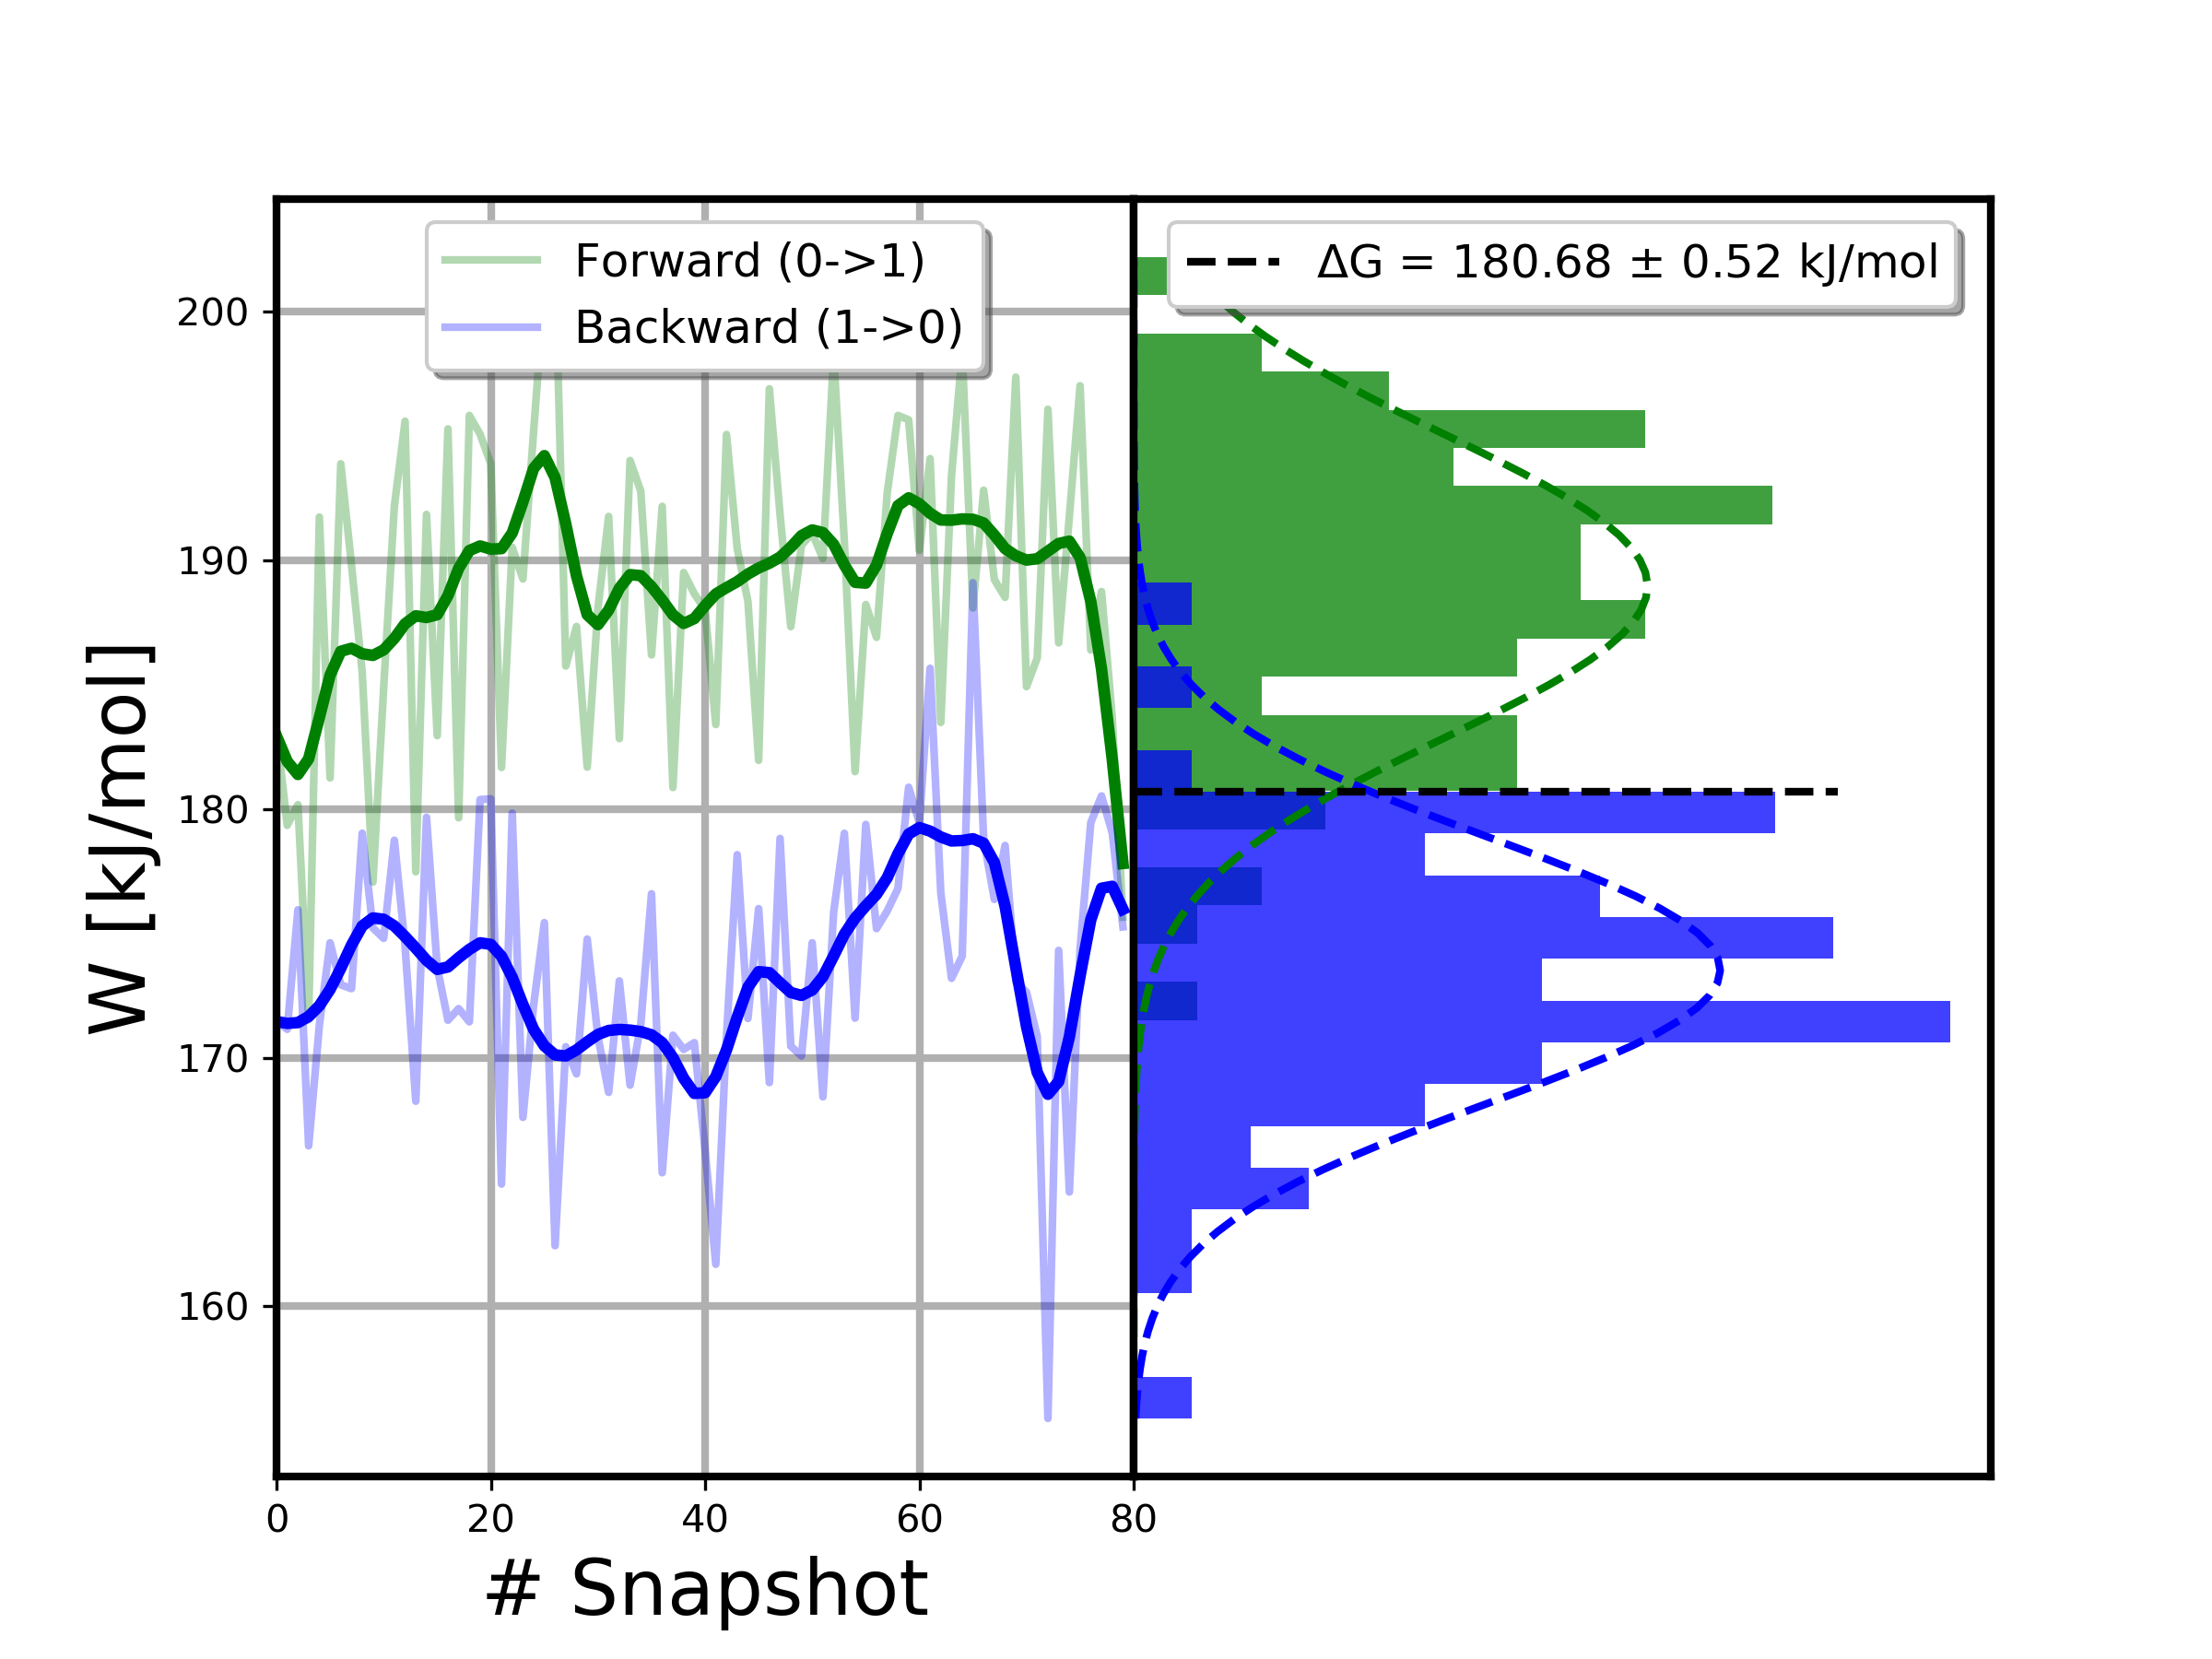 Forward (0->1)
Backward (1->0)
ΔG = 180.68 ± 0.52 kJ/mol
W [kJ/mol]
200
190
180
170
160
0
20
40
60
80
# Snapshot